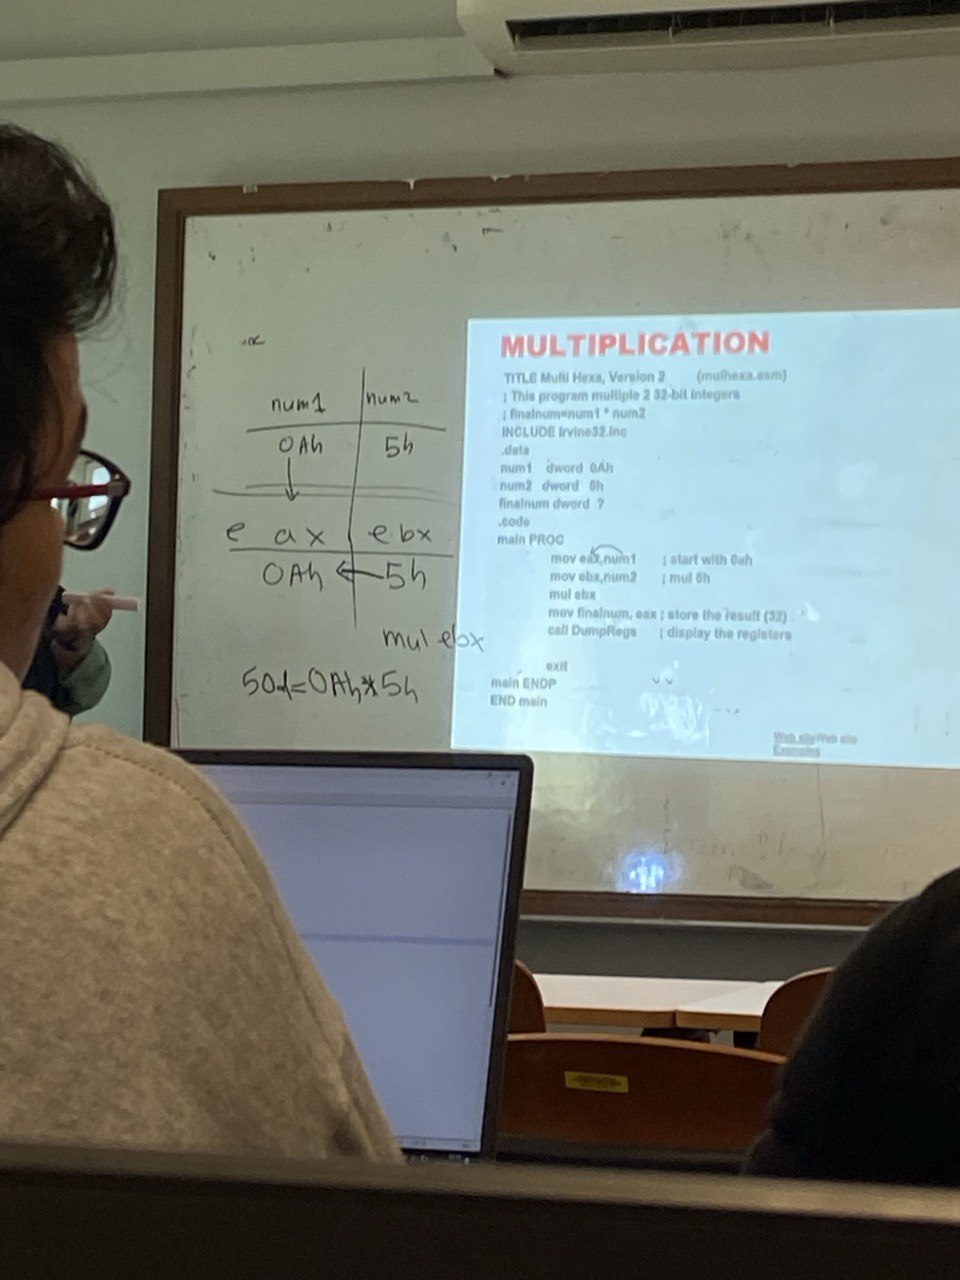 num1 num2
0Ah 5h
eax ebx
0Ah 5h
mul ebx
50d=0Ah*5h
MULTIPLICATION
TITLE Multi Hexa, Version 2 (mulhexa.asm)
; This program multiple 2 32-bit integers
; finalnum=num1 * num2
INCLUDE Irvine32.inc
.data
num1 dword 0Ah
num2 dword 5h
finalnum dword ?
.code
main PROC
mov eax,num1 ; start with 0ah
mov ebx,num2 ; mul 5h
mul ebx
mov finalnum, eax ; store the result (32)
call DumpRegs ; display the registers
exit
main ENDP
END main
Web siteWeb site
Examples